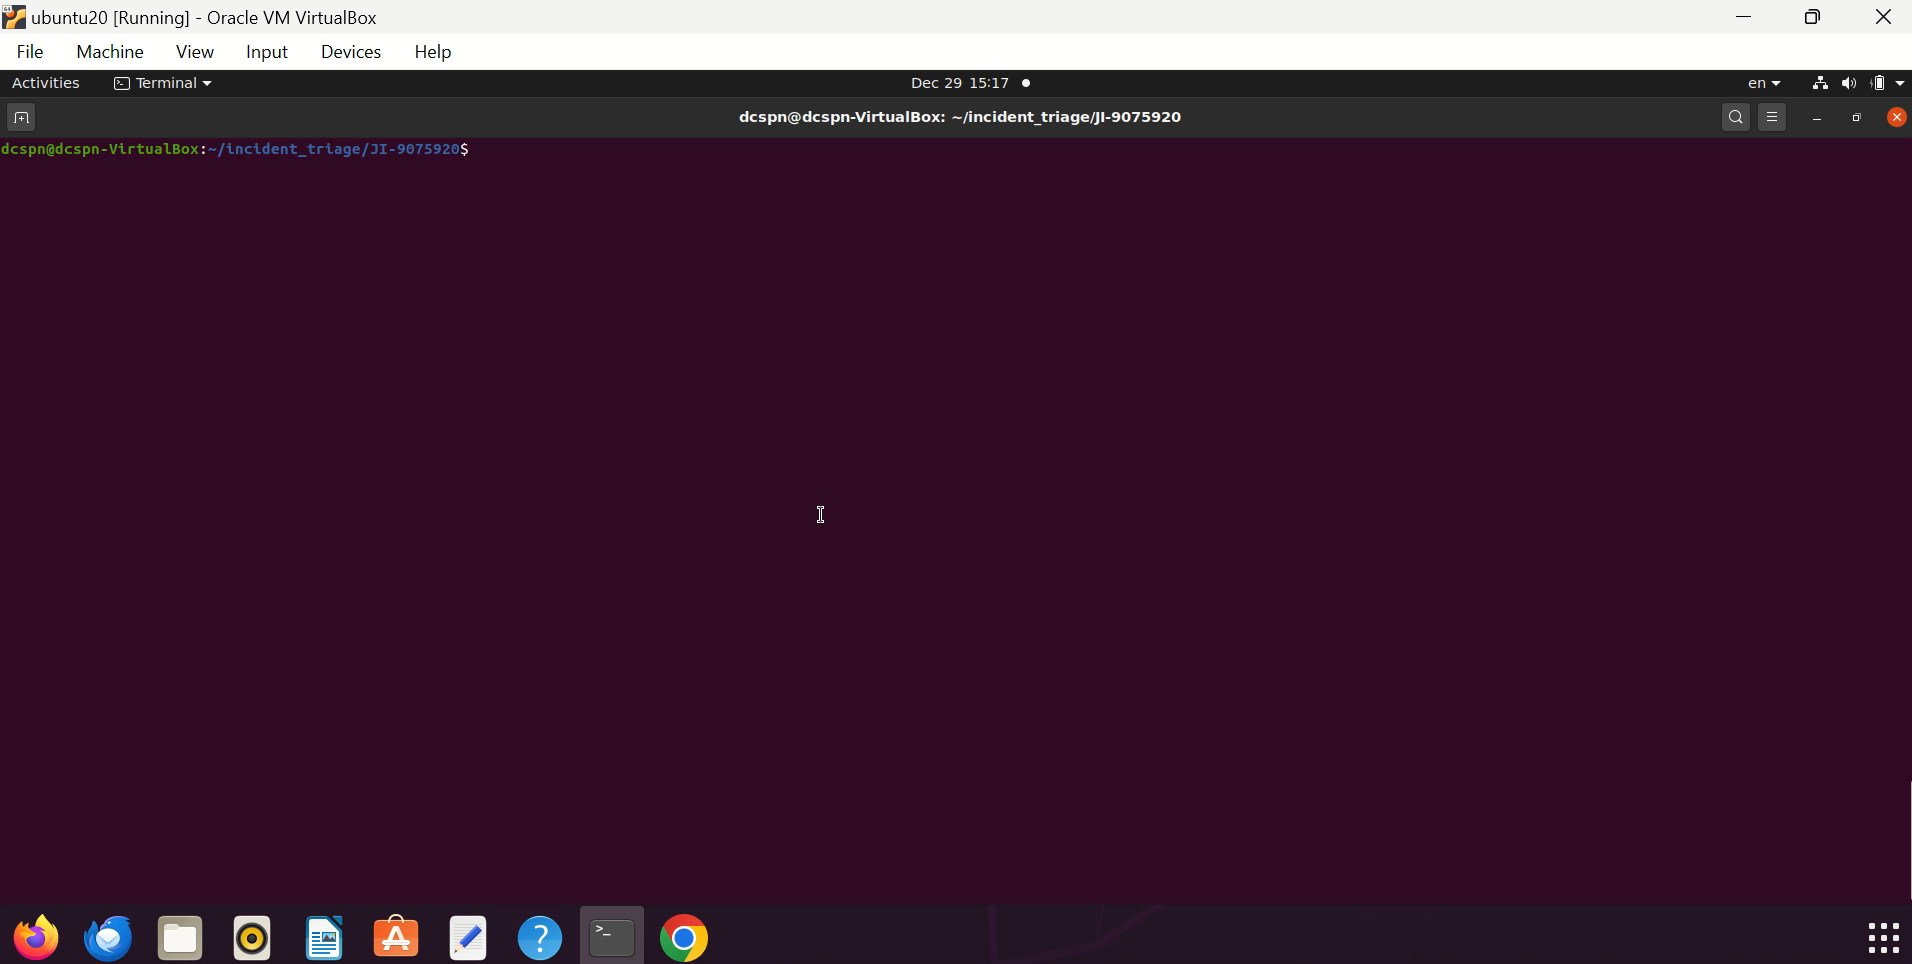 ubuntu20 [Running] - Oracle VM VirtualBox
File Machine View Input Devices Help
Activities Terminal Dec 29 15:17 en
dcspn@dcspn-VirtualBox: ~/incident_triage/JI-9075920
dcspn@dcspn-VirtualBox:~/incident_triage/JI-9075920$